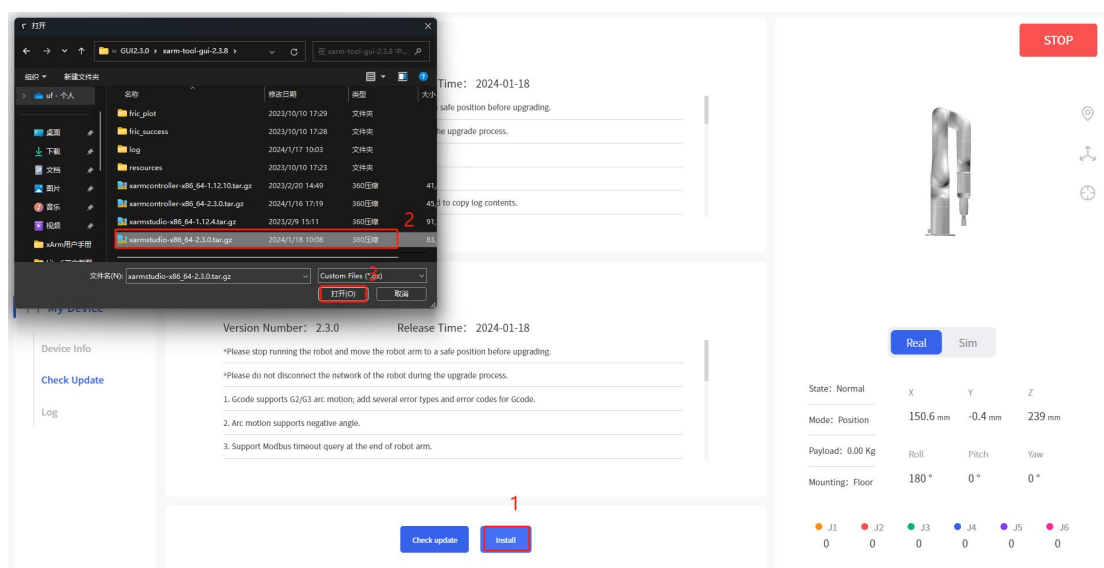 打开
STOP
« GUI2.3.0 › xarm-tool-gui-2.3.8 ›
在 xarm-tool-gui-2.3.8 中...
组织
新建文件夹
uf - 个人
桌面
下载
文档
图片
音乐
视频
xArm用户手册
名称 修改日期 类型 大小
fric_plot 2023/10/10 17:29 文件夹
fric_success 2023/10/10 17:28 文件夹
log 2024/1/17 10:03 文件夹
resources 2023/10/10 17:23 文件夹
xarmcontroller-x86_64-1.12.10.tar.gz 2023/2/20 14:49 360压缩 41,
xarmcontroller-x86_64-2.3.0.tar.gz 2024/1/16 17:19 360压缩 45,
xarmstudio-x86_64-1.12.4.tar.gz 2023/2/9 15:11 360压缩 91,
2
xarmstudio-x86_64-2.3.0.tar.gz 2024/1/18 10:08 360压缩 83,
文件名(N): xarmstudio-x86_64-2.3.0.tar.gz Custom Files (*.gz)
3
打开(O) 取消
Time: 2024-01-18
safe position before upgrading.
he upgrade process.
to copy log contents.
My Device
Device Info
Check Update
Log
Version Number: 2.3.0 Release Time: 2024-01-18
*Please stop running the robot and move the robot arm to a safe position before upgrading.
*Please do not disconnect the network of the robot during the upgrade process.
1. Gcode supports G2/G3 arc motion; add several error types and error codes for Gcode.
2. Arc motion supports negative angle.
3. Support Modbus timeout query at the end of robot arm.
1
Check update Install
Real Sim
State: Normal
Mode: Position
Payload: 0.00 Kg
Mounting: Floor
X Y Z
150.6 mm -0.4 mm 239 mm
Roll Pitch Yaw
180 ° 0 ° 0 °
J1 J2 J3 J4 J5 J6
0 0 0 0 0 0